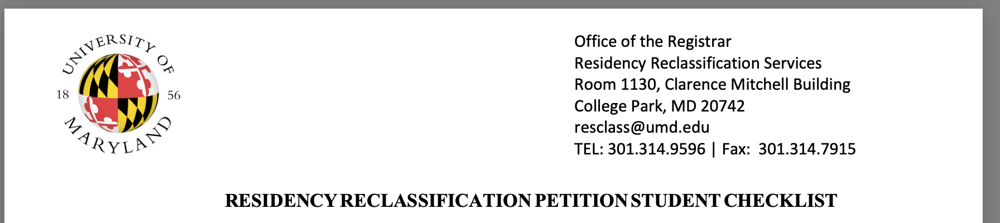 UNIVERSITY OF
18 56
MARYLAND
Office of the Registrar
Residency Reclassification Services
Room 1130, Clarence Mitchell Building
College Park, MD 20742
resclass@umd.edu
TEL: 301.314.9596 | Fax:  301.314.7915
RESIDENCY RECLASSIFICATION PETITION STUDENT CHECKLIST